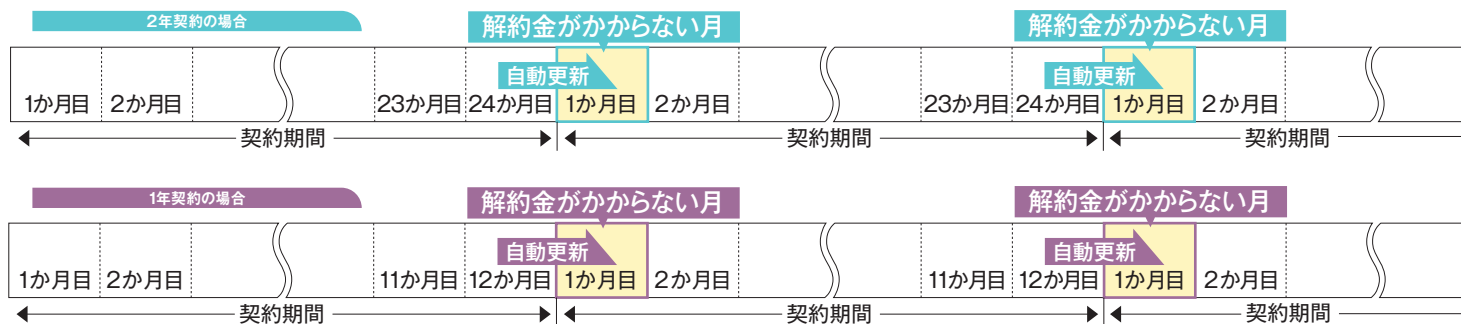 2年契約の場合
解約金がかからない月 解約金がかからない月
自動更新 自動更新
1か月目 2か月目 23か月目 24か月目 1か月目 2か月目 23か月目 24か月目 1か月目 2か月目
契約期間 契約期間 契約期間
1年契約の場合
解約金がかからない月 解約金がかからない月
自動更新 自動更新
1か月目 2か月目 11か月目 12か月目 1か月目 2か月目 11か月目 12か月目 1か月目 2か月目
契約期間 契約期間 契約期間